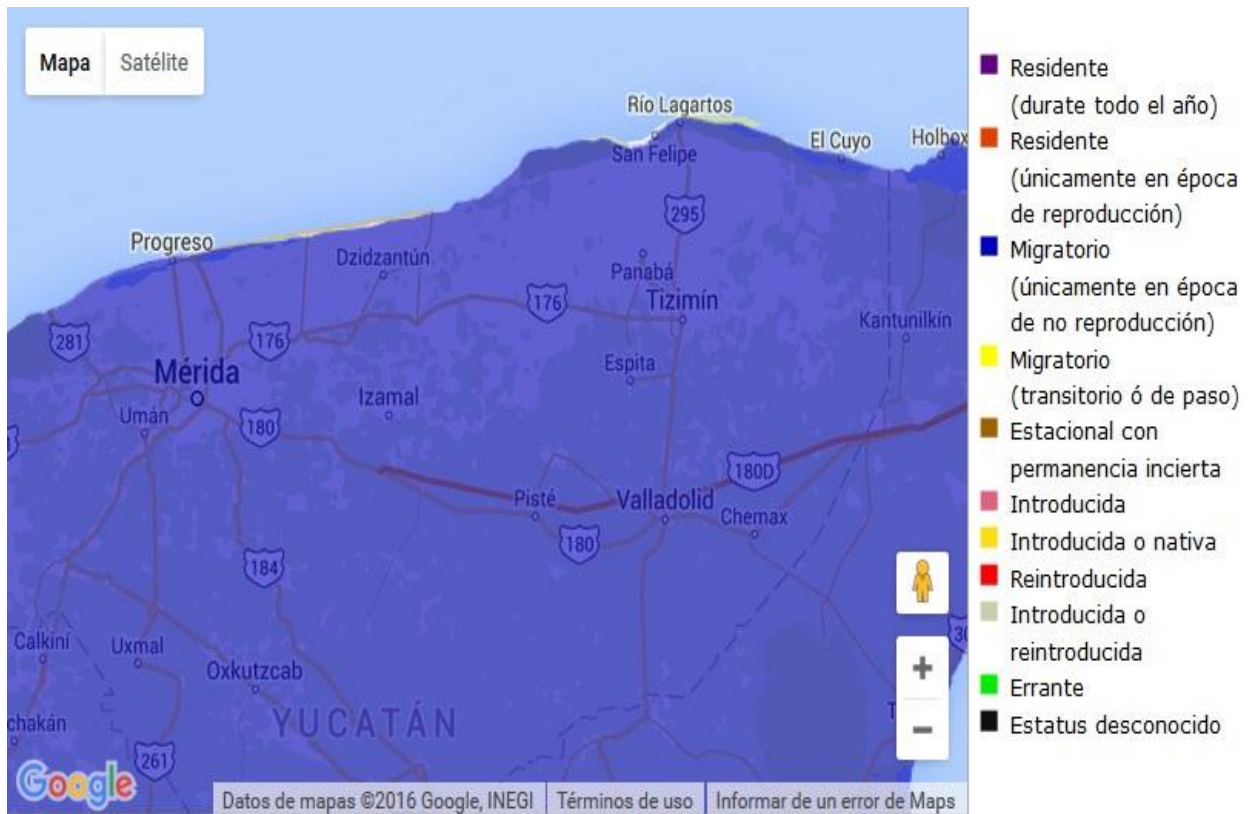 Mapa
Satélite
Río Lagartos
San Felipe
El Cuyo
Holbox
Progreso
Dzidzantún
295
Panabá
Tizimín
176
281
176
Kantunilkín
Mérida
Espita
Izamal
Umán
180
180D
Pisté
Valladolid
Chemax
180
184
Calkiní
Uxmal
Oxkutzcab
chakán
YUCATÁN
261
Google
Datos de mapas ©2016 Google, INEGI
Términos de uso
Informar de un error de Maps
Residente
(durate todo el año)
Residente
(únicamente en época
de reproducción)
Migratorio
(únicamente en época
de no reproducción)
Migratorio
(transitorio ó de paso)
Estacional con
permanencia incierta
Introducida
Introducida o nativa
Reintroducida
Introducida o
reintroducida
Errante
Estatus desconocido